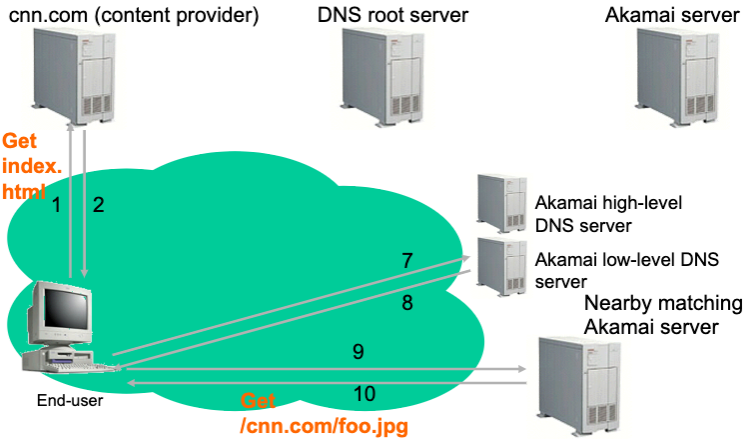 cnn.com (content provider)
DNS root server
Akamai server
Get
index.
html
1
2
Akamai high-level
DNS server
7
Akamai low-level DNS
server
8
Nearby matching
Akamai server
9
10
End-user
Get
/cnn.com/foo.jpg